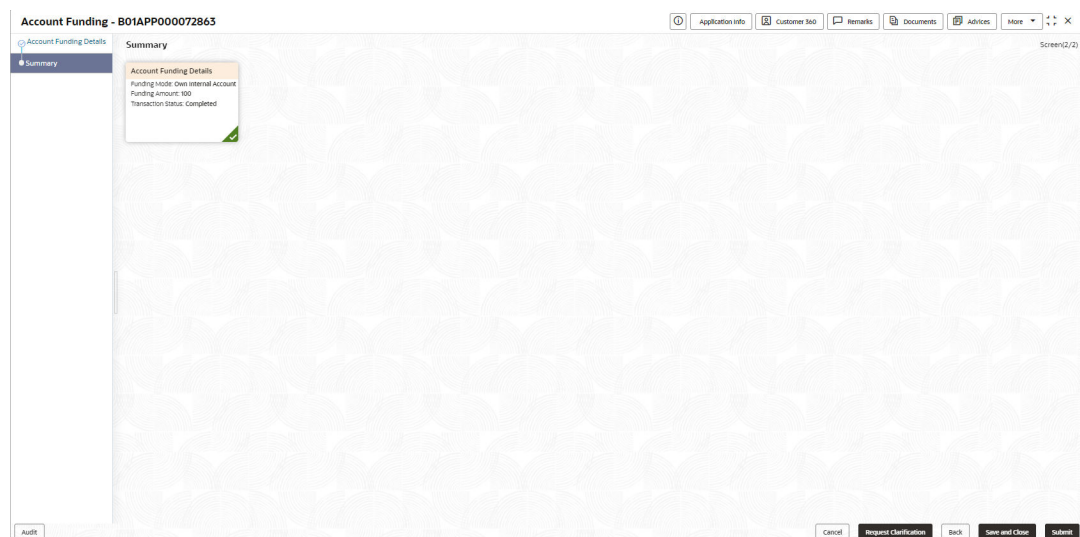 Account Funding - B01APP000072863
Application Info
Customer 360
Remarks
Documents
Advices
More
Account Funding Details
Summary
Summary
Screen(2/2)
Account Funding Details
Funding Mode: Own Internal Account
Funding Amount: 100
Transaction Status: Completed
Audit
Cancel
Request Clarification
Back
Save and Close
Submit